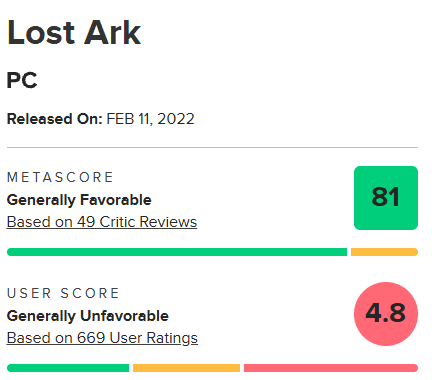 Lost Ark
PC
Released On: FEB 11, 2022
METASCORE
Generally Favorable
Based on 49 Critic Reviews
81
USER SCORE
Generally Unfavorable
Based on 669 User Ratings
4.8